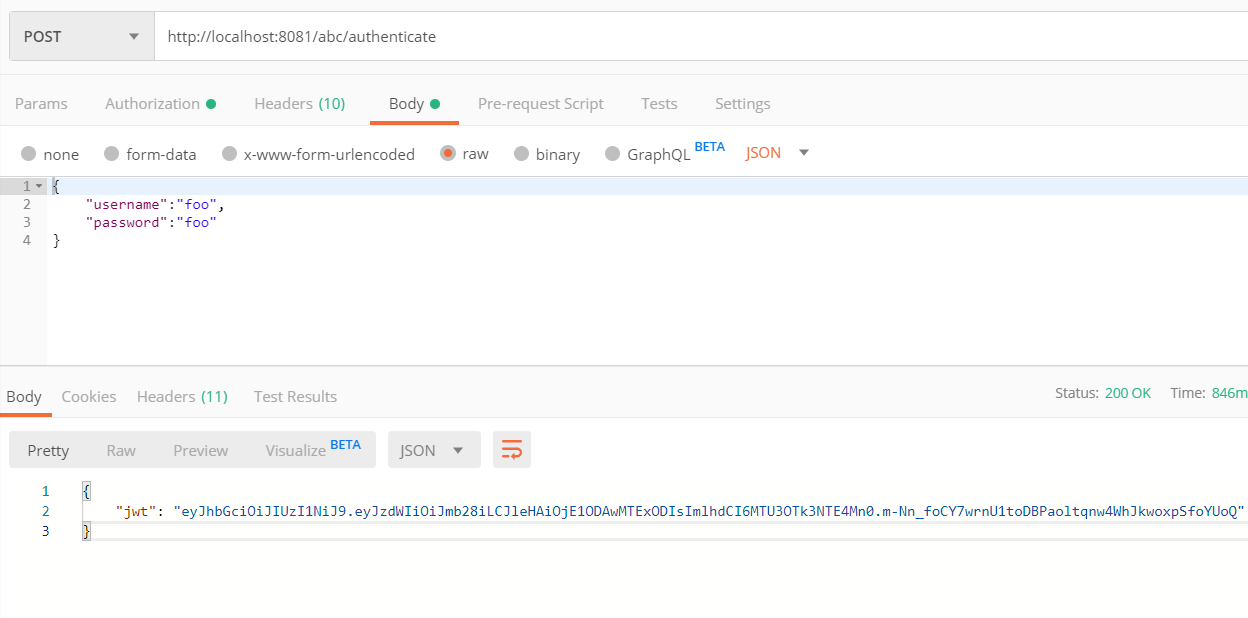 POST http://localhost:8081/abc/authenticate
Params Authorization Headers (10) Body Pre-request Script Tests Settings
none form-data x-www-form-urlencoded raw binary GraphQL BETA JSON
1 {
2 "username":"foo",
3 "password":"foo"
4 }
Body Cookies Headers (11) Test Results Status: 200 OK Time: 846m
Pretty Raw Preview Visualize BETA JSON
1 {
2 "jwt": "eyJhbGciOiJIUzI1NiJ9.eyJzdWIiOiJmb28iLCJleHAiOjE1ODAwMTExODIsImlhdCI6MTU3OTk3NTE4Mn0.m-Nn_foCY7wrnU1toDBPaoltqnw4WhJkwoxpSfoYUoQ"
3 }